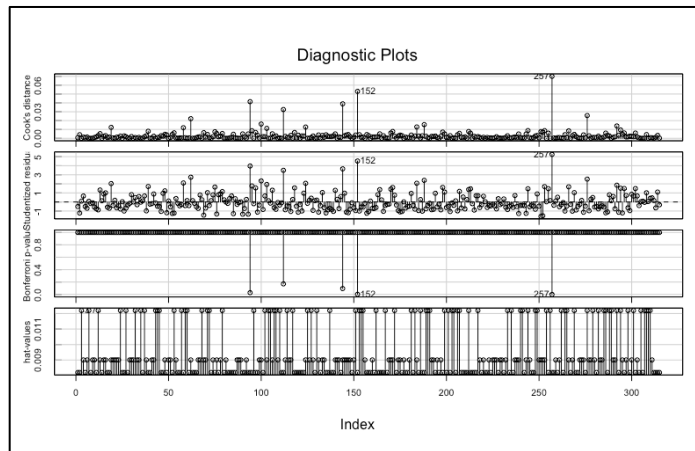 Diagnostic Plots
Cook's distance
0.00 0.03 0.06
152
257
Studentized residu
-1 1 3 5
152
257
Bonferroni p-valu
0.0 0.4 0.8
152
257
hat-values
0.009 0.011
0 50 100 150 200 250 300
Index